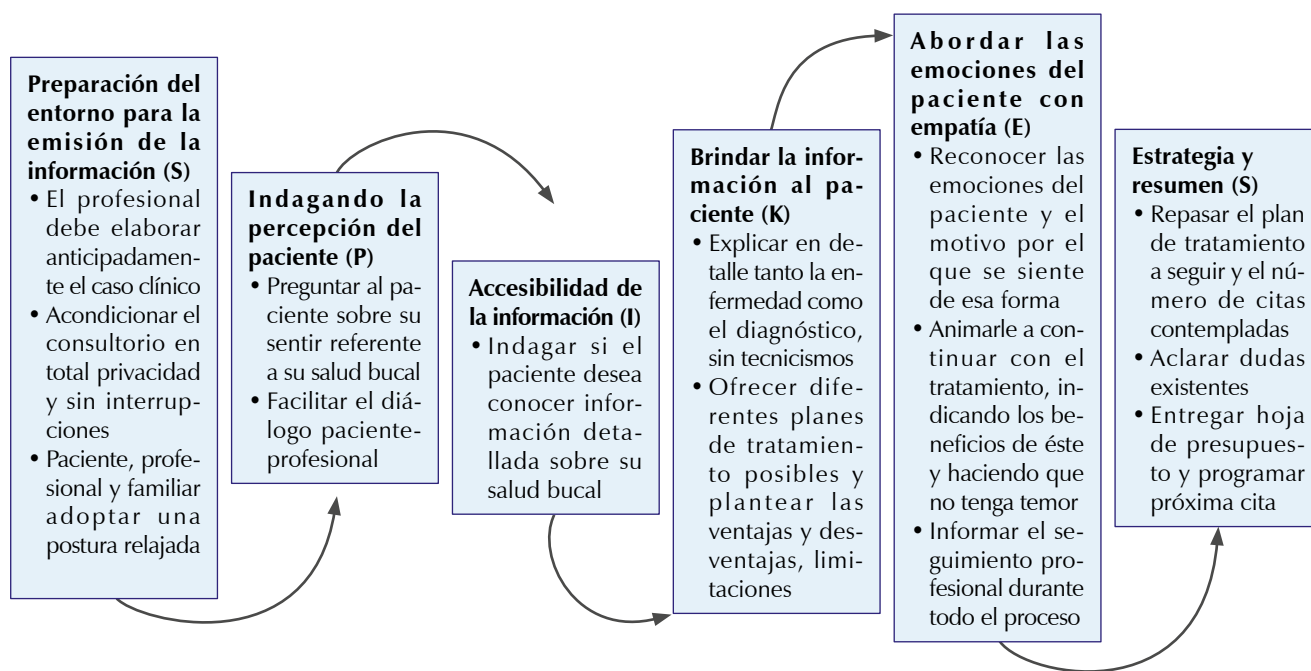 Preparación del
entorno para la
emisión de la
información (S)
• El profesional
debe elaborar
anticipadamen-
te el caso clínico
• Acondicionar el
consultorio en
total privacidad
y sin interrup-
ciones
• Paciente, profe-
sional y familiar
adoptar una
postura relajada
Indagando la
percepción del
paciente (P)
• Preguntar al pa-
ciente sobre su
sentir referente
a su salud bucal
• Facilitar el diá-
logo paciente-
profesional
Accesibilidad de
la información (I)
• Indagar si el
paciente desea
conocer infor-
mación deta-
llada sobre su
salud bucal
Brindar la infor-
mación al pa-
ciente (K)
• Explicar en de-
talle tanto la en-
fermedad como
el diagnóstico,
sin tecnicismos
• Ofrecer dife-
rentes planes
de tratamien-
to posibles y
plantear las
ventajas y des-
ventajas, limi-
taciones
Abordar las
emociones del
paciente con
empatía (E)
• Reconocer las
emociones del
paciente y el
motivo por el
que se siente
de esa forma
• Animarle a con-
tinuar con el
tratamiento, in-
dicando los be-
neficios de éste
y haciendo que
no tenga temor
• Informar el se-
guimiento pro-
fesional durante
todo el proceso
Estrategia y
resumen (S)
• Repasar el plan
de tratamiento
a seguir y el nú-
mero de citas
contempladas
• Aclarar dudas
existentes
• Entregar hoja
de presupues-
to y programar
próxima cita